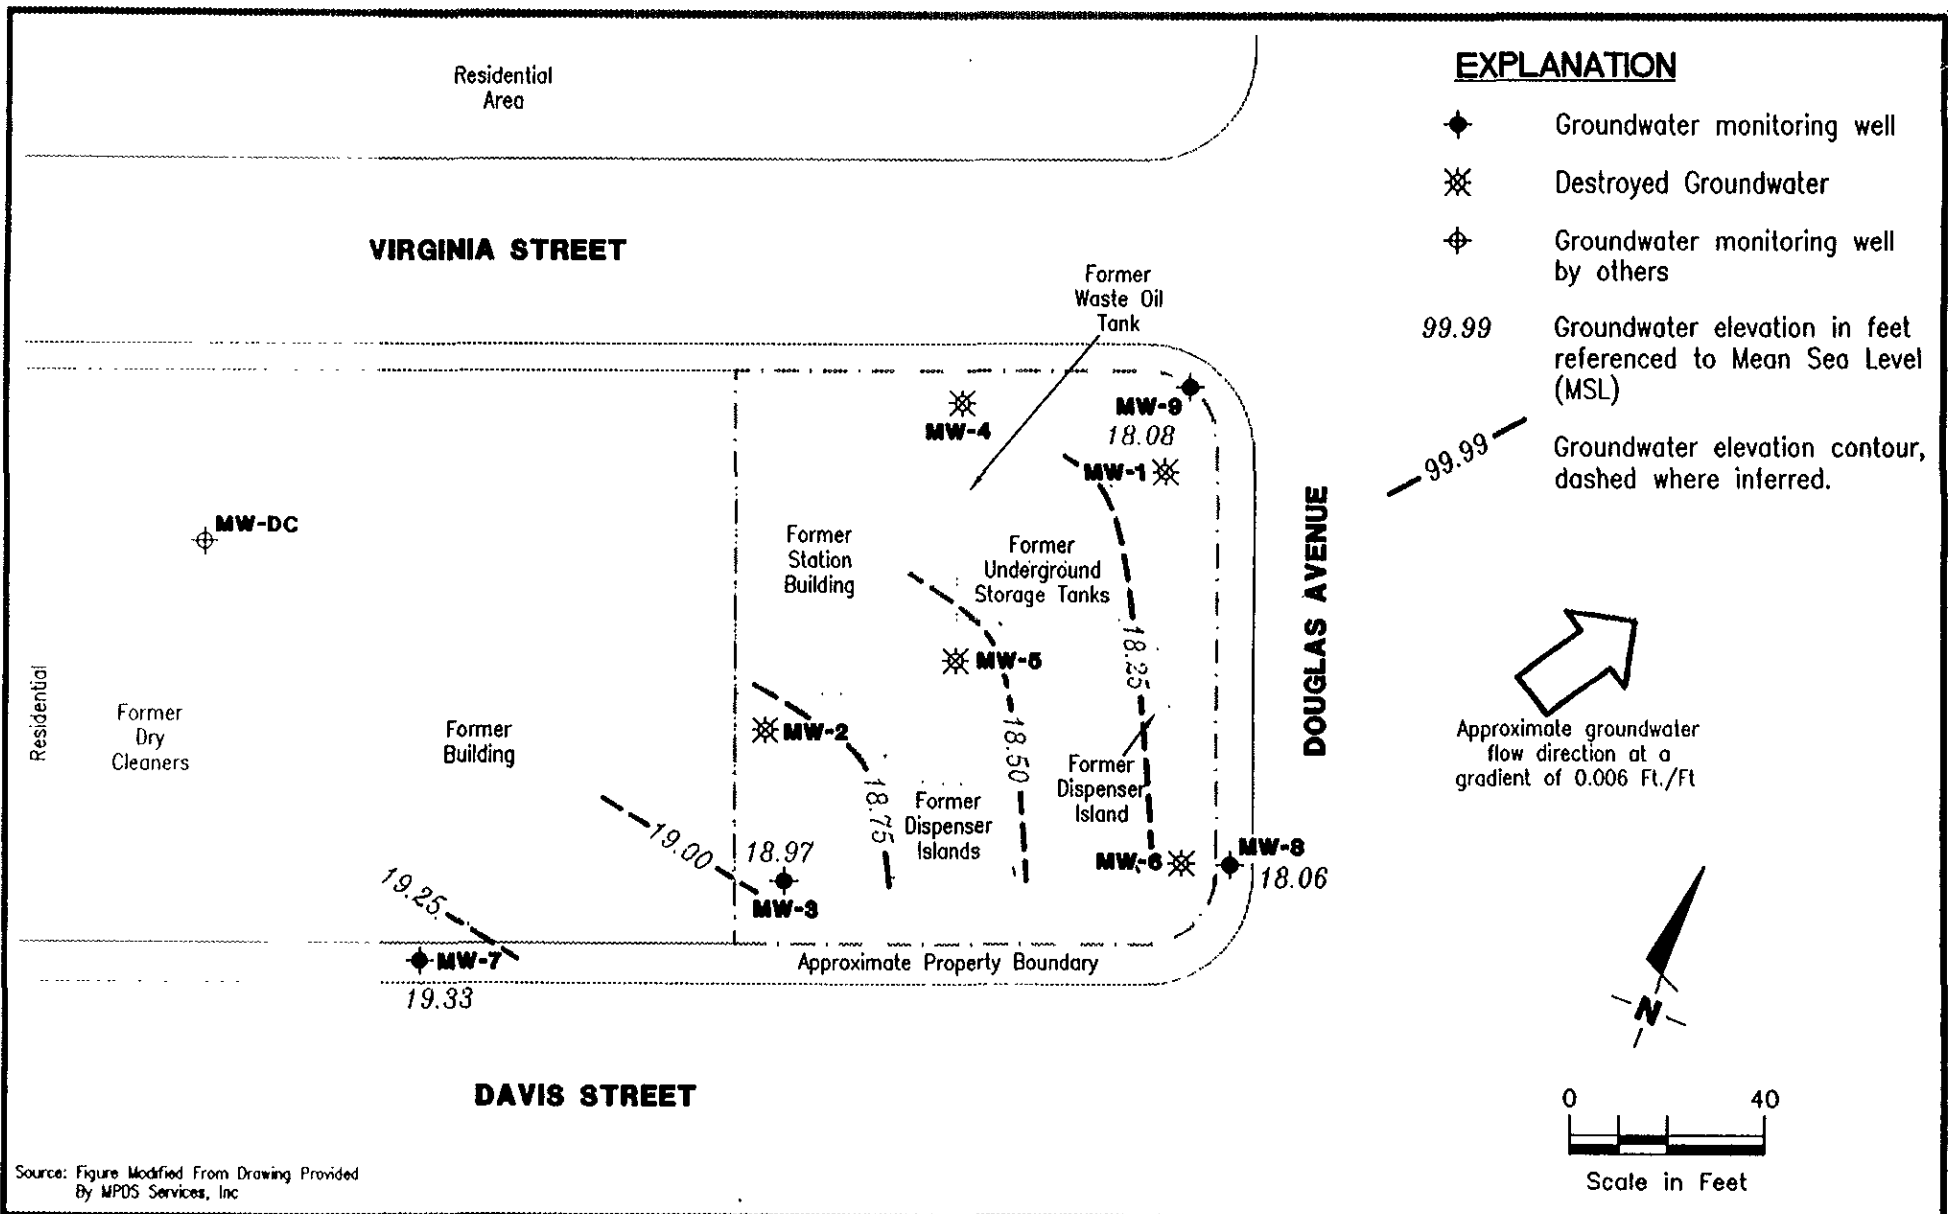 Residential
Area
VIRGINIA STREET
Former
Waste Oil
Tank
MW-9
18.08
MW-4
MW-1
MW-DC
Former
Station
Building
Former
Underground
Storage Tanks
18.25
MW-5
MW-2
18.50
18.75
Residential
Former
Dry
Cleaners
Former
Building
Former
Dispenser
Islands
Former
Dispenser
Island
19.00
18.97
MW-3
MW-6
MW-8
18.06
19.25
MW-7
19.33
Approximate Property Boundary
DAVIS STREET
DOUGLAS AVENUE
Source: Figure Modified From Drawing Provided
By MPDS Services, Inc
EXPLANATION
Groundwater monitoring well
Destroyed Groundwater
Groundwater monitoring well
by others
99.99 Groundwater elevation in feet
referenced to Mean Sea Level
(MSL)
99.99 Groundwater elevation contour,
dashed where inferred.
Approximate groundwater
flow direction at a
gradient of 0.006 Ft./Ft
N
0 40
Scale in Feet